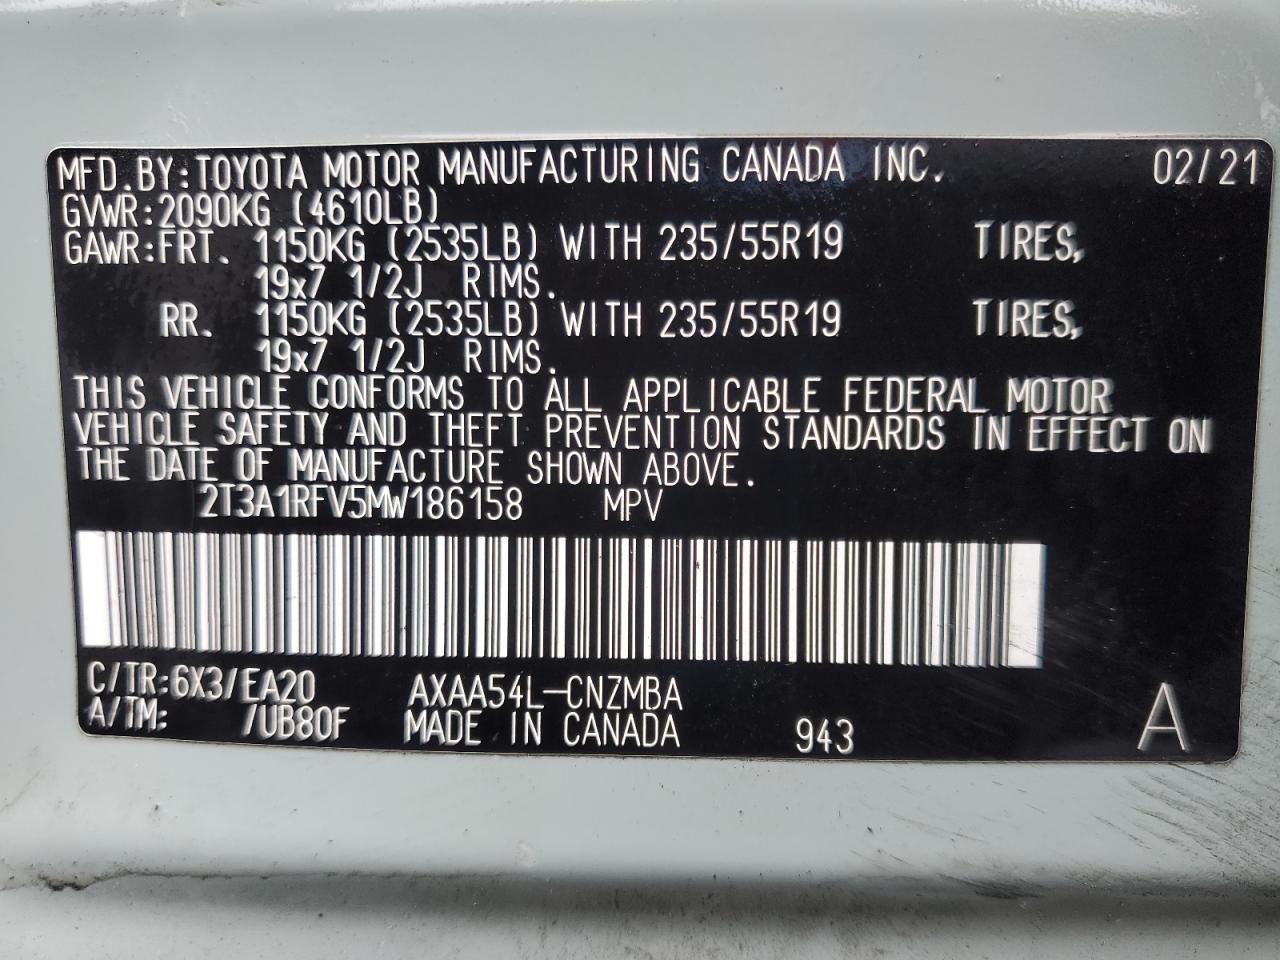 MFD.BY:TOYOTA MOTOR MANUFACTURING CANADA INC. 02/21
GVWR:2090KG (4610LB)
GAWR:FRT. 1150KG (2535LB) WITH 235/55R19 TIRES,
19x7 1/2J RIMS.
RR. 1150KG (2535LB) WITH 235/55R19 TIRES,
19x7 1/2J RIMS.
THIS VEHICLE CONFORMS TO ALL APPLICABLE FEDERAL MOTOR
VEHICLE SAFETY AND THEFT PREVENTION STANDARDS IN EFFECT ON
THE DATE OF MANUFACTURE SHOWN ABOVE.
2T3A1RFV5MW186158 MPV
C/TR:6X3/EA20 AXAA54L-CNZMBA
A/TM: /UB80F MADE IN CANADA 943 A